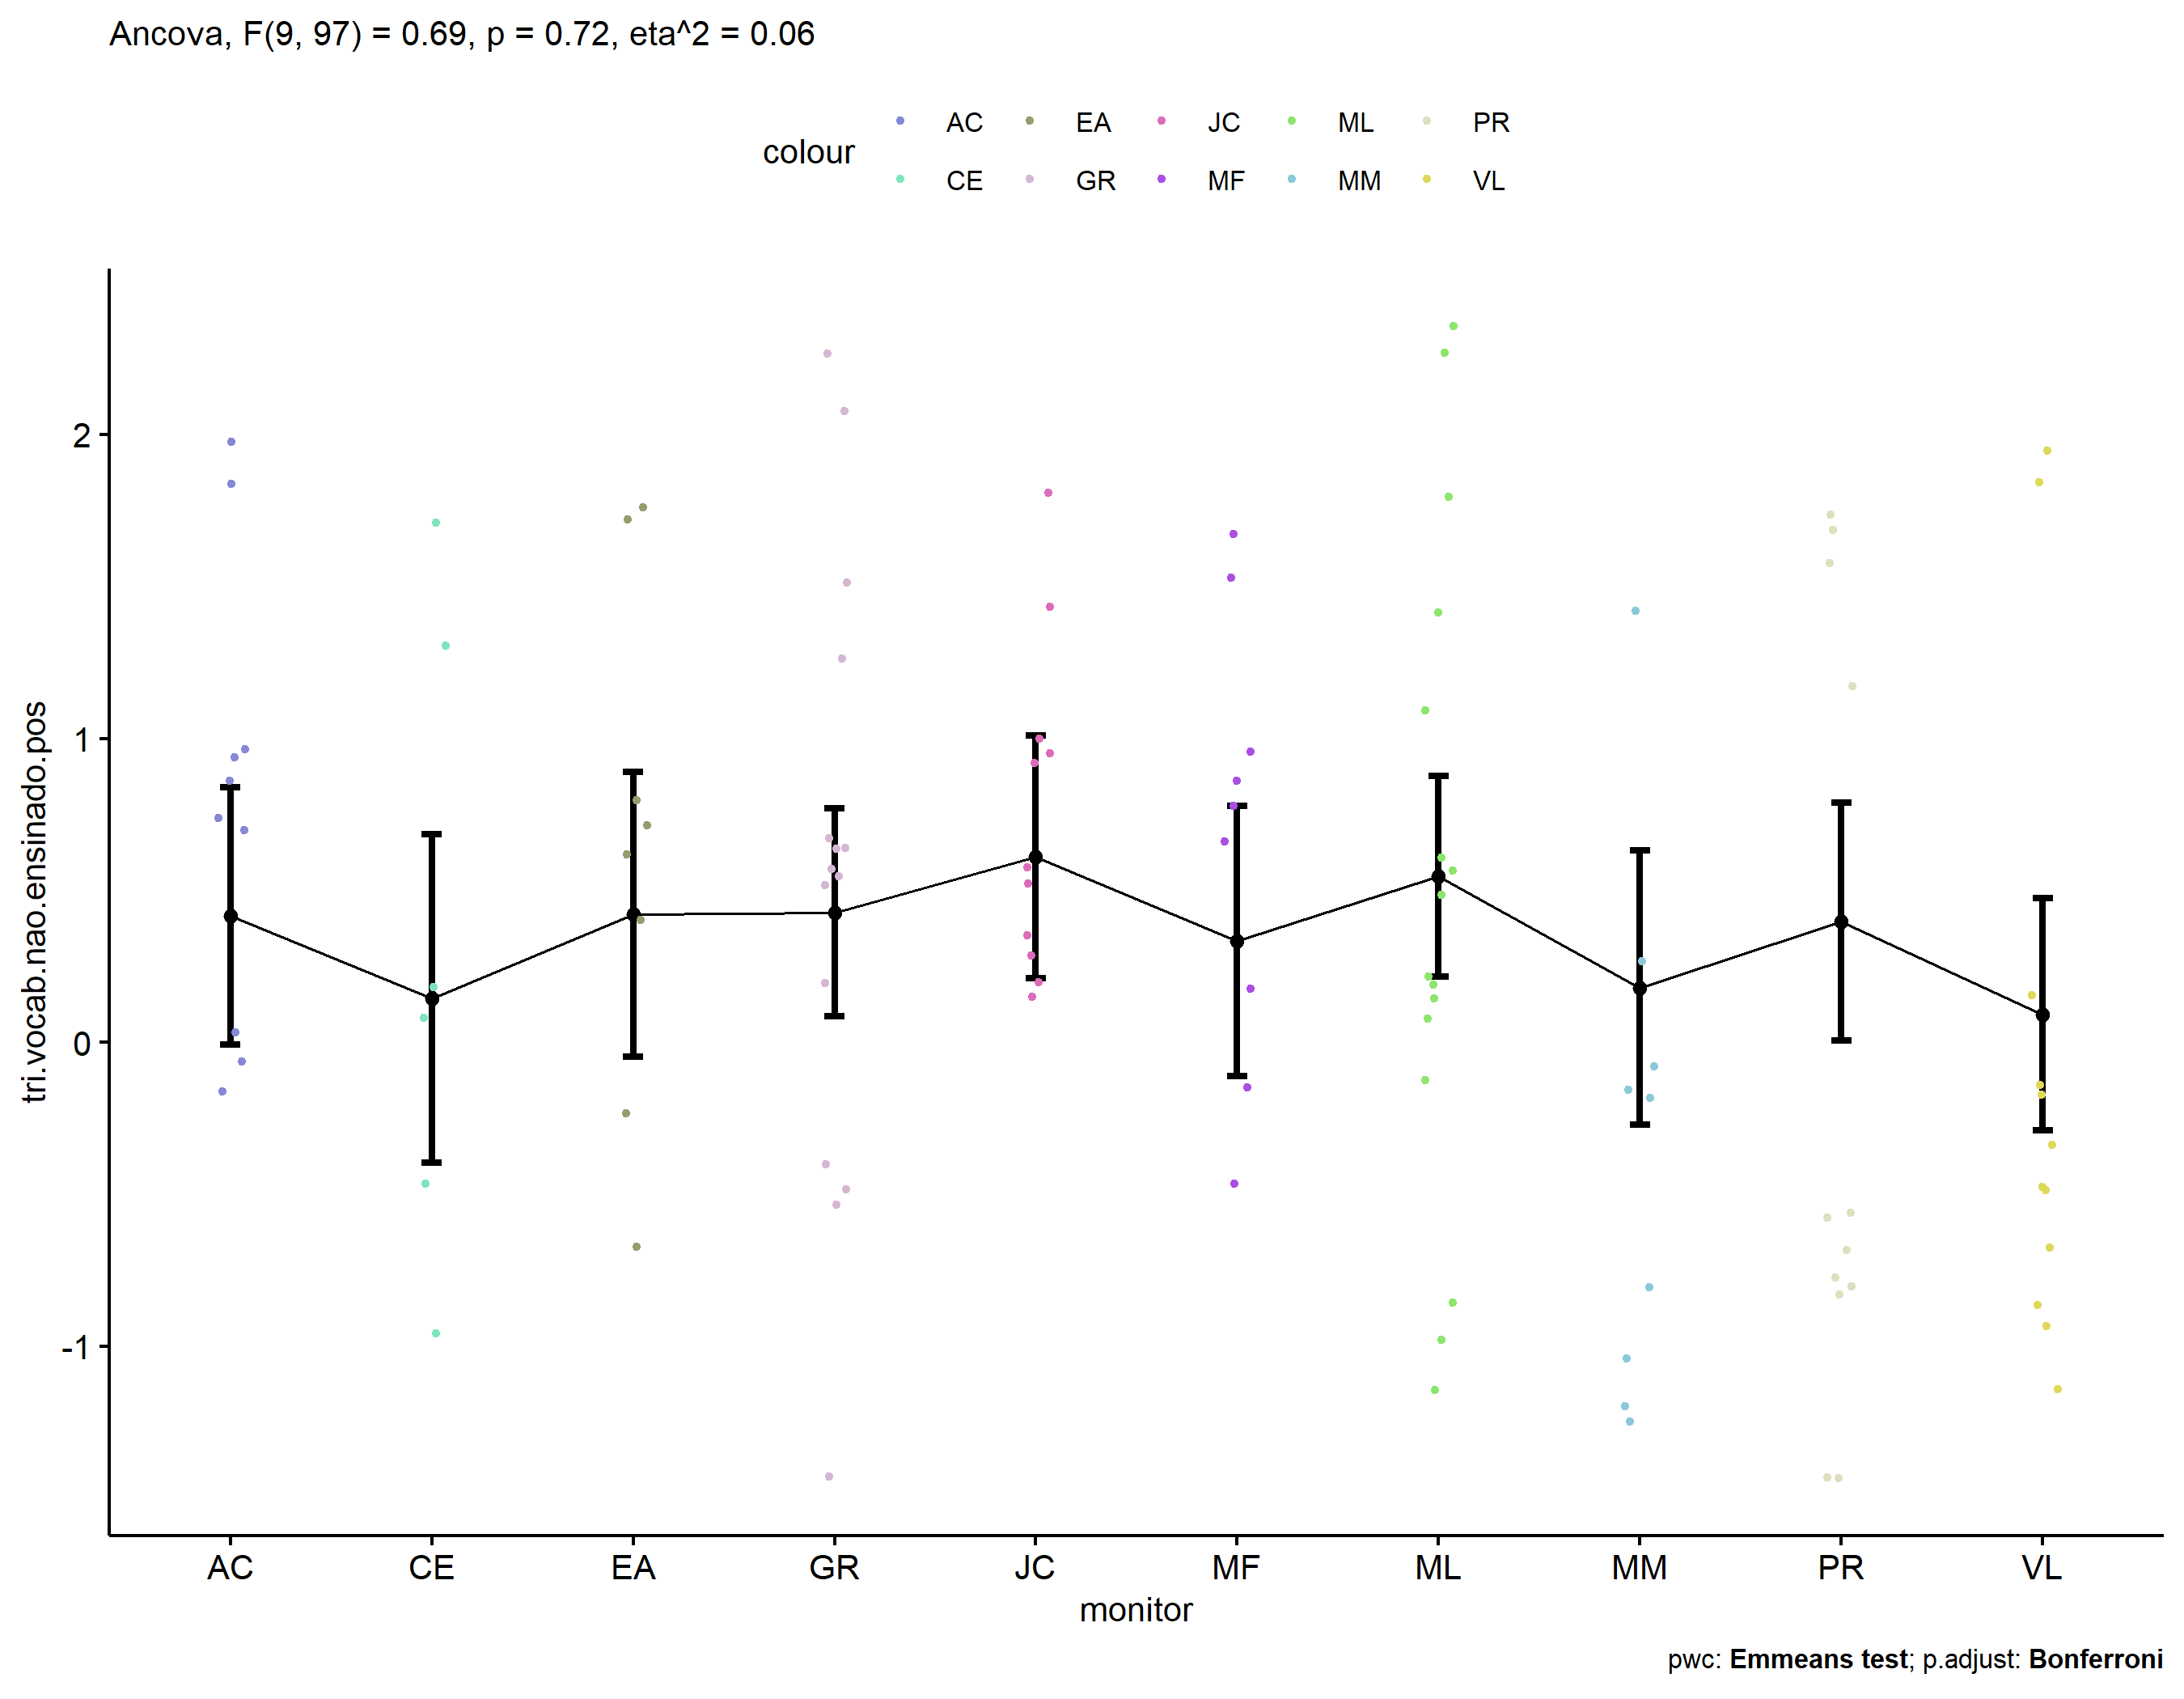 Ancova, F(9, 97) = 0.69, p = 0.72, eta^2 = 0.06
colour
AC EA JC ML PR
CE GR MF MM VL
tri.vocab.nao.ensinado.pos
2
1
0
-1
AC CE EA GR JC MF ML MM PR VL
monitor
pwc: Emmeans test; p.adjust: Bonferroni